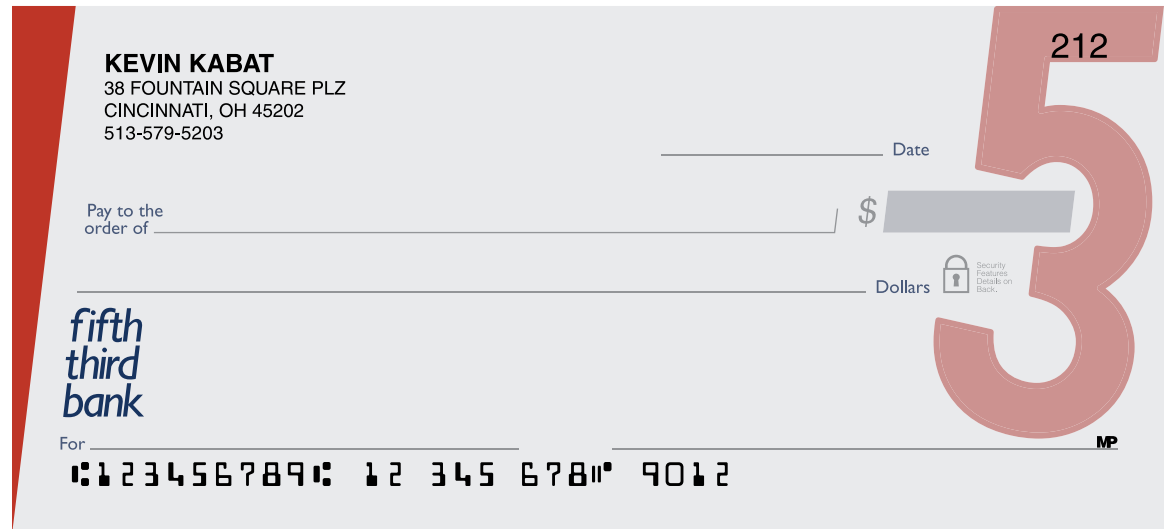 212
KEVIN KABAT
38 FOUNTAIN SQUARE PLZ
CINCINNATI, OH 45202
513-579-5203
Date
Pay to the
order of
$
Dollars
Security
Features
Details on
Back.
fifth
third
bank
For
MP
⑆123456789⑆ 12 345 678⑈ 9012
53